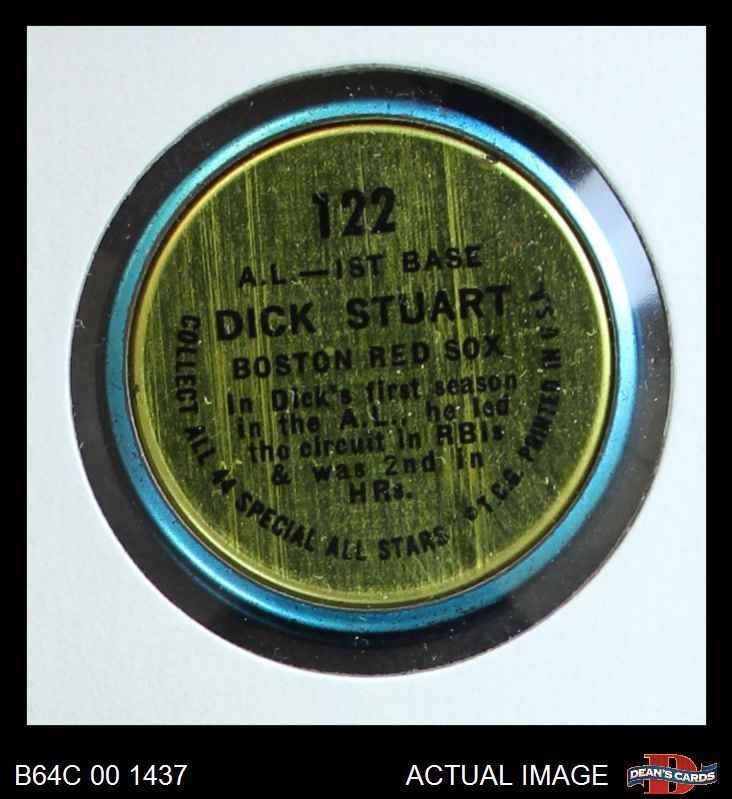 122
A.L.—1ST BASE
DICK STUART
BOSTON RED SOX
In Dick's first season
in the A.L., he led
the circuit in RBIs
& was 2nd in
HRs.
COLLECT ALL 44 SPECIAL ALL STARS ©T.C.G. PRINTED IN U.S.A.
B64C 00 1437
ACTUAL IMAGE
D
DEAN'S CARDS